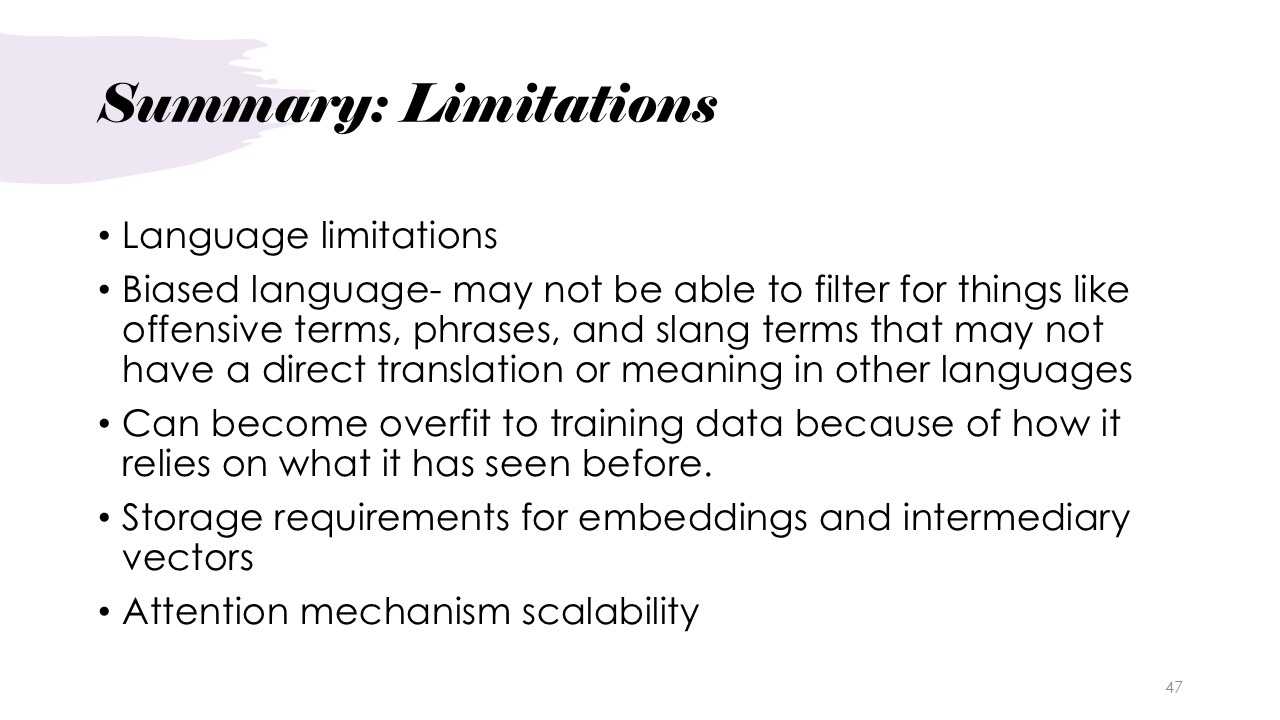 Summary: Limitations
• Language limitations
• Biased language- may not be able to filter for things like
offensive terms, phrases, and slang terms that may not
have a direct translation or meaning in other languages
• Can become overfit to training data because of how it
relies on what it has seen before.
• Storage requirements for embeddings and intermediary
vectors
• Attention mechanism scalability
47